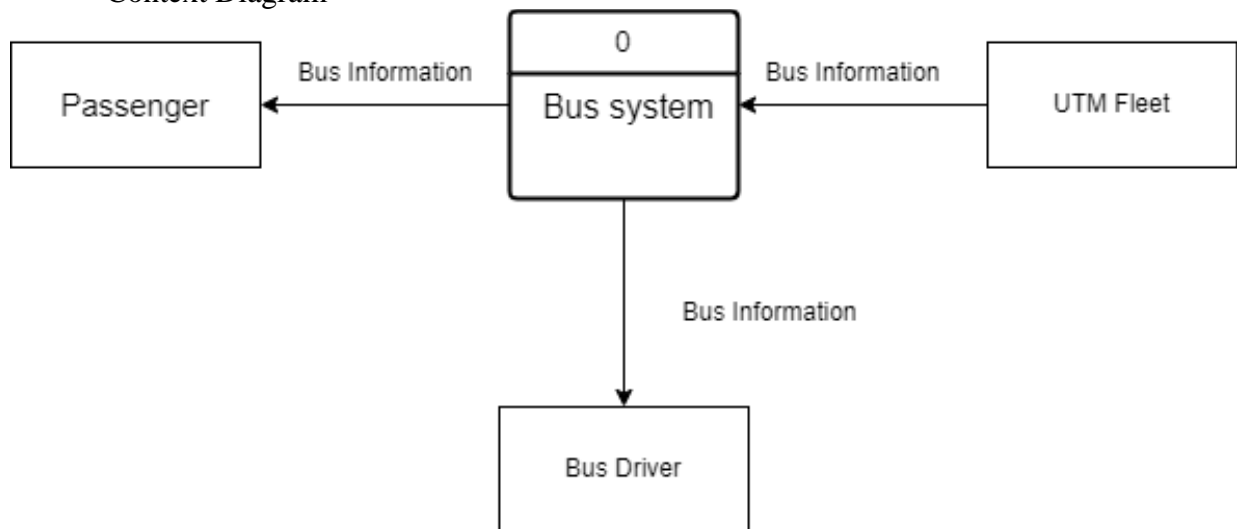 Context Diagram
0
Bus Information
Bus Information
Passenger
Bus system
UTM Fleet
Bus Information
Bus Driver